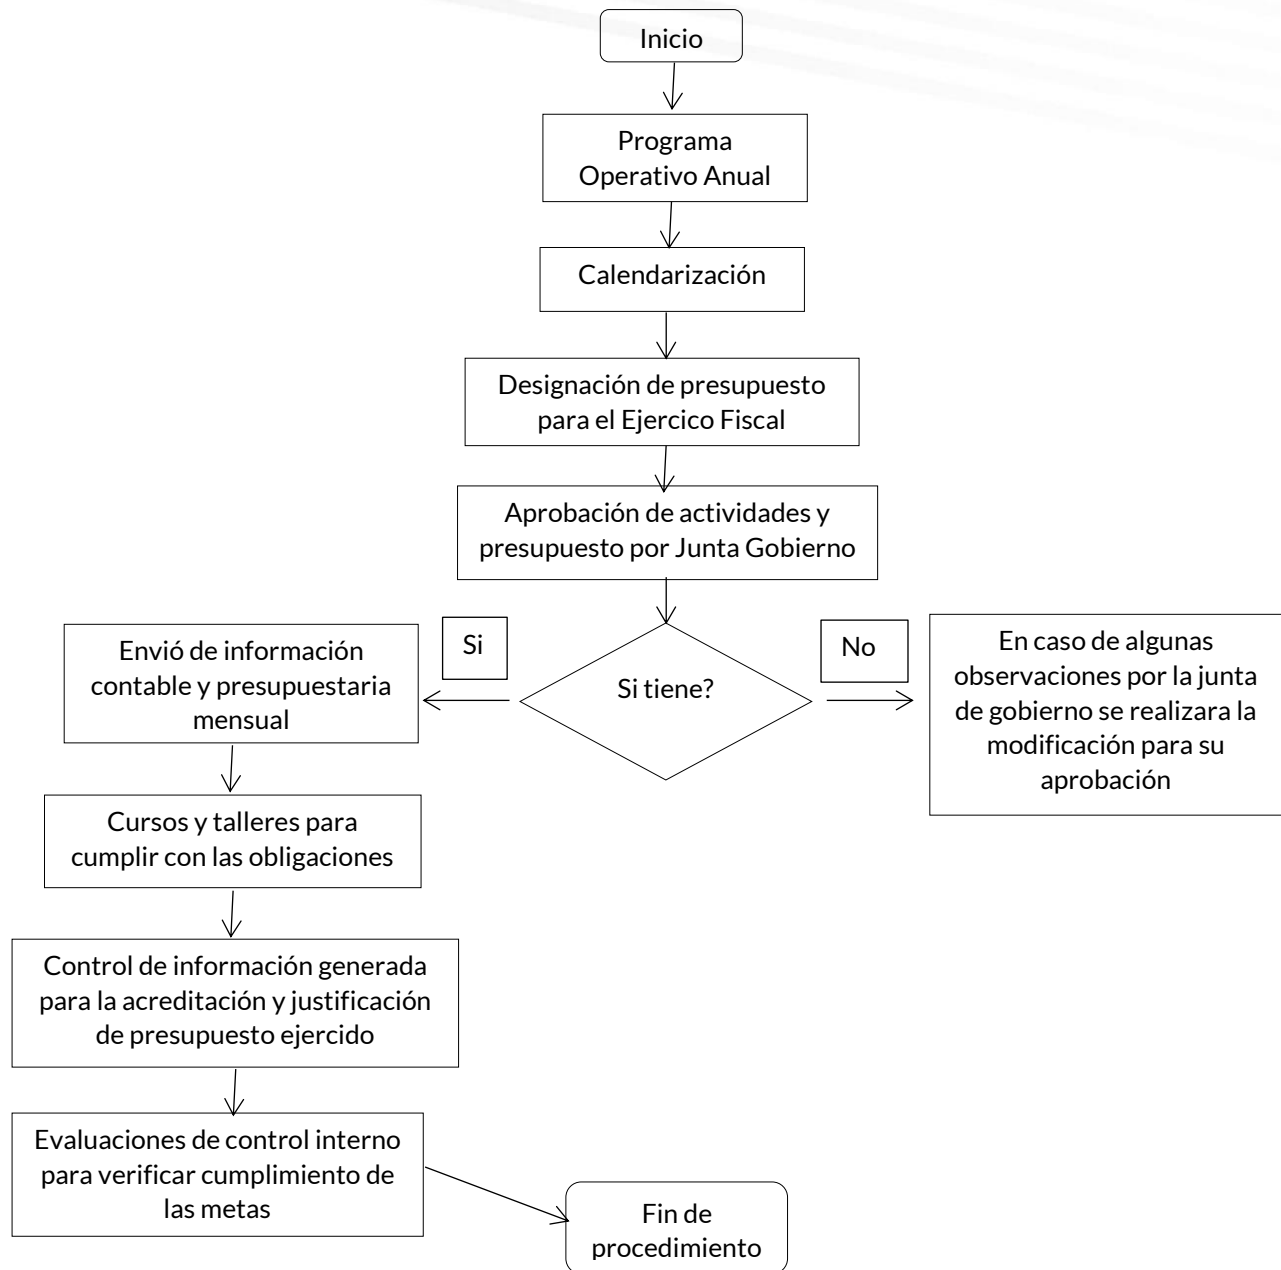 Inicio
Programa
Operativo Anual
Calendarización
Designación de presupuesto
para el Ejercico Fiscal
Aprobación de actividades y
presupuesto por Junta Gobierno
Si tiene?
Si
No
Envió de información
contable y presupuestaria
mensual
En caso de algunas
observaciones por la junta
de gobierno se realizara la
modificación para su
aprobación
Cursos y talleres para
cumplir con las obligaciones
Control de información generada
para la acreditación y justificación
de presupuesto ejercido
Evaluaciones de control interno
para verificar cumplimiento de
las metas
Fin de
procedimiento